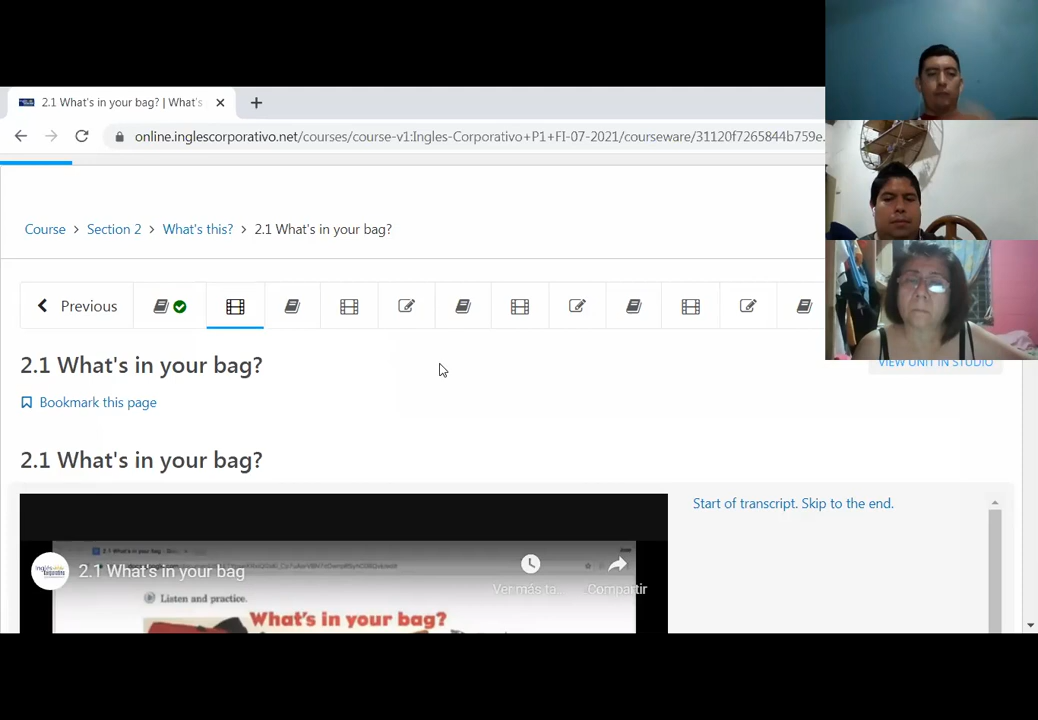 2.1 What's in your bag? | What's
online.inglescorporativo.net/courses/course-v1:Ingles-Corporativo+P1+FI-07-2021/courseware/31120f7265844b759e...
Course > Section 2 > What's this? > 2.1 What's in your bag?
Previous
2.1 What's in your bag?
VIEW UNIT IN STUDIO
Bookmark this page
2.1 What's in your bag?
Start of transcript. Skip to the end.
2.1 What's in your bag
Ver más ta... Compartir
Listen and practice.
What's in your bag?